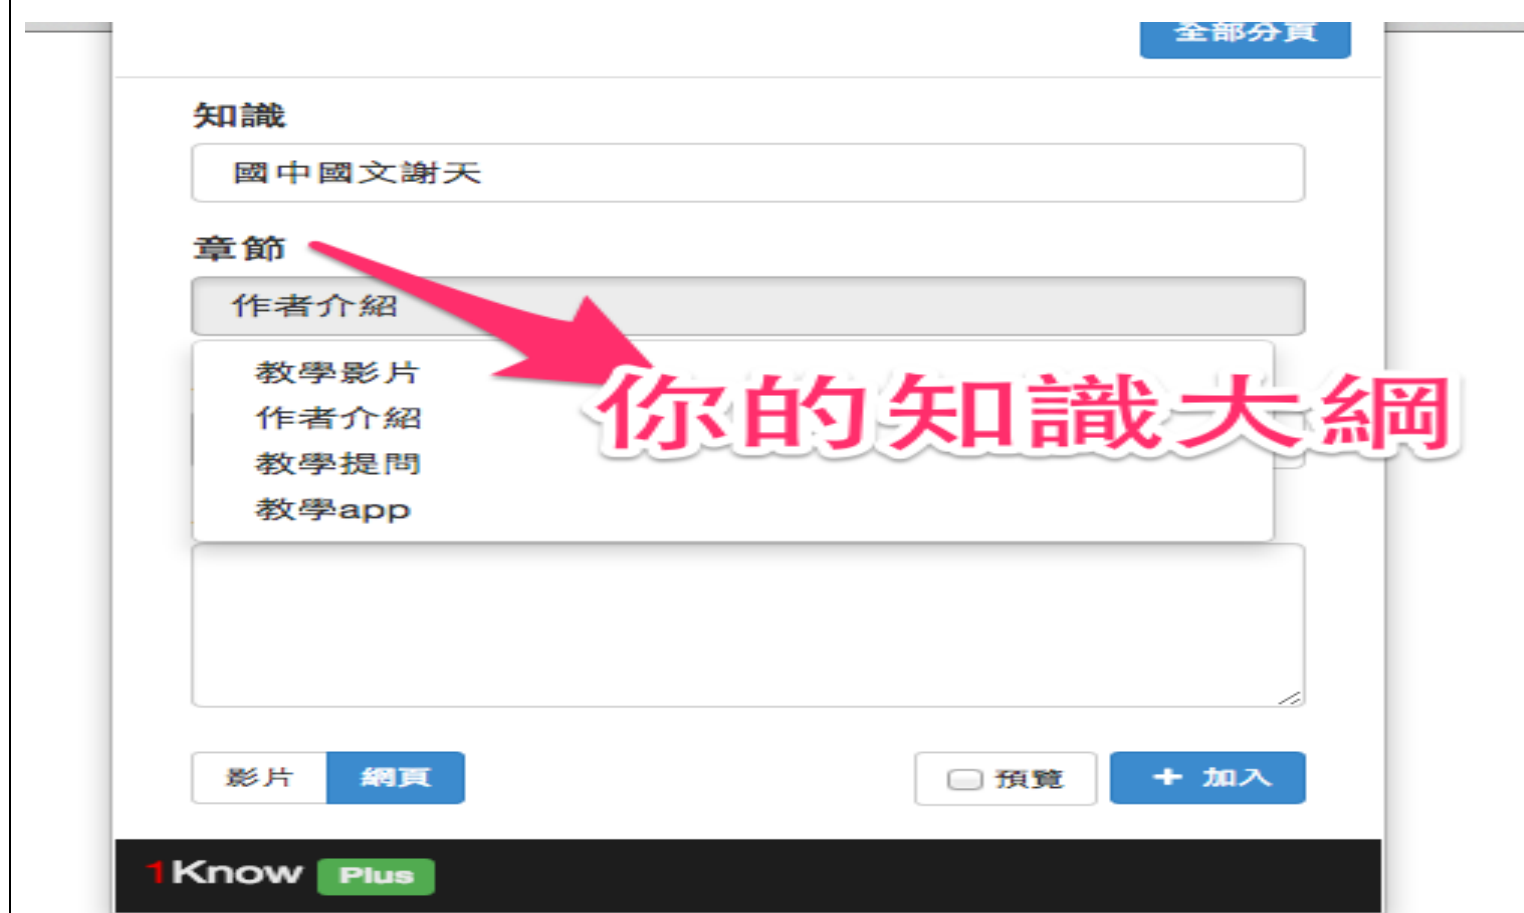 全部分頁
知識
國中國文謝天
章節
作者介紹
教學影片
你的知識大綱
作者介紹
教學提問
教學app
影片 網頁 預覽 + 加入
1Know Plus